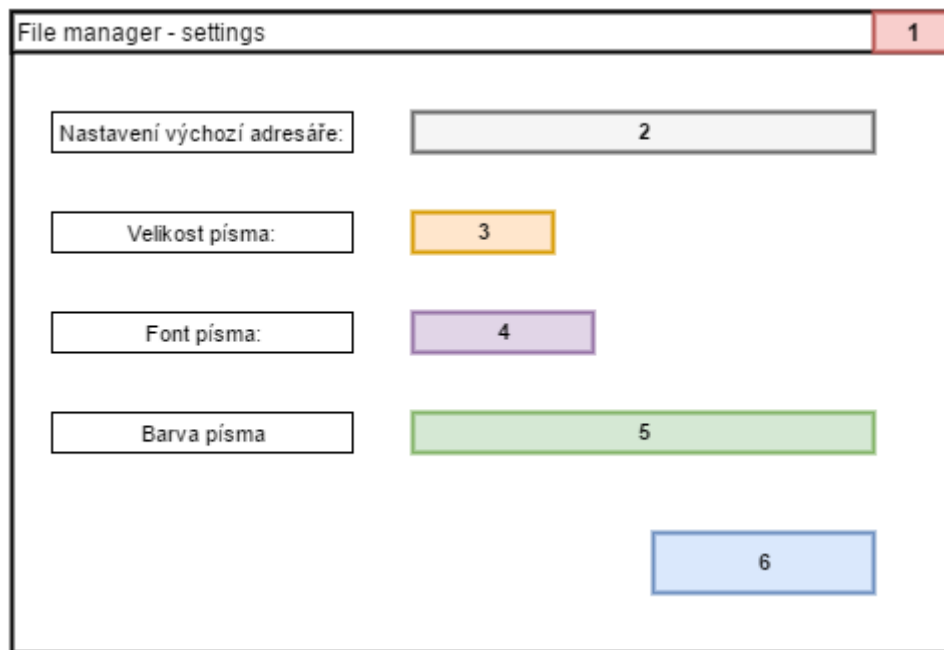 File manager - settings
1
Nastavení výchozí adresáře:
2
Velikost písma:
3
Font písma:
4
Barva písma
5
6